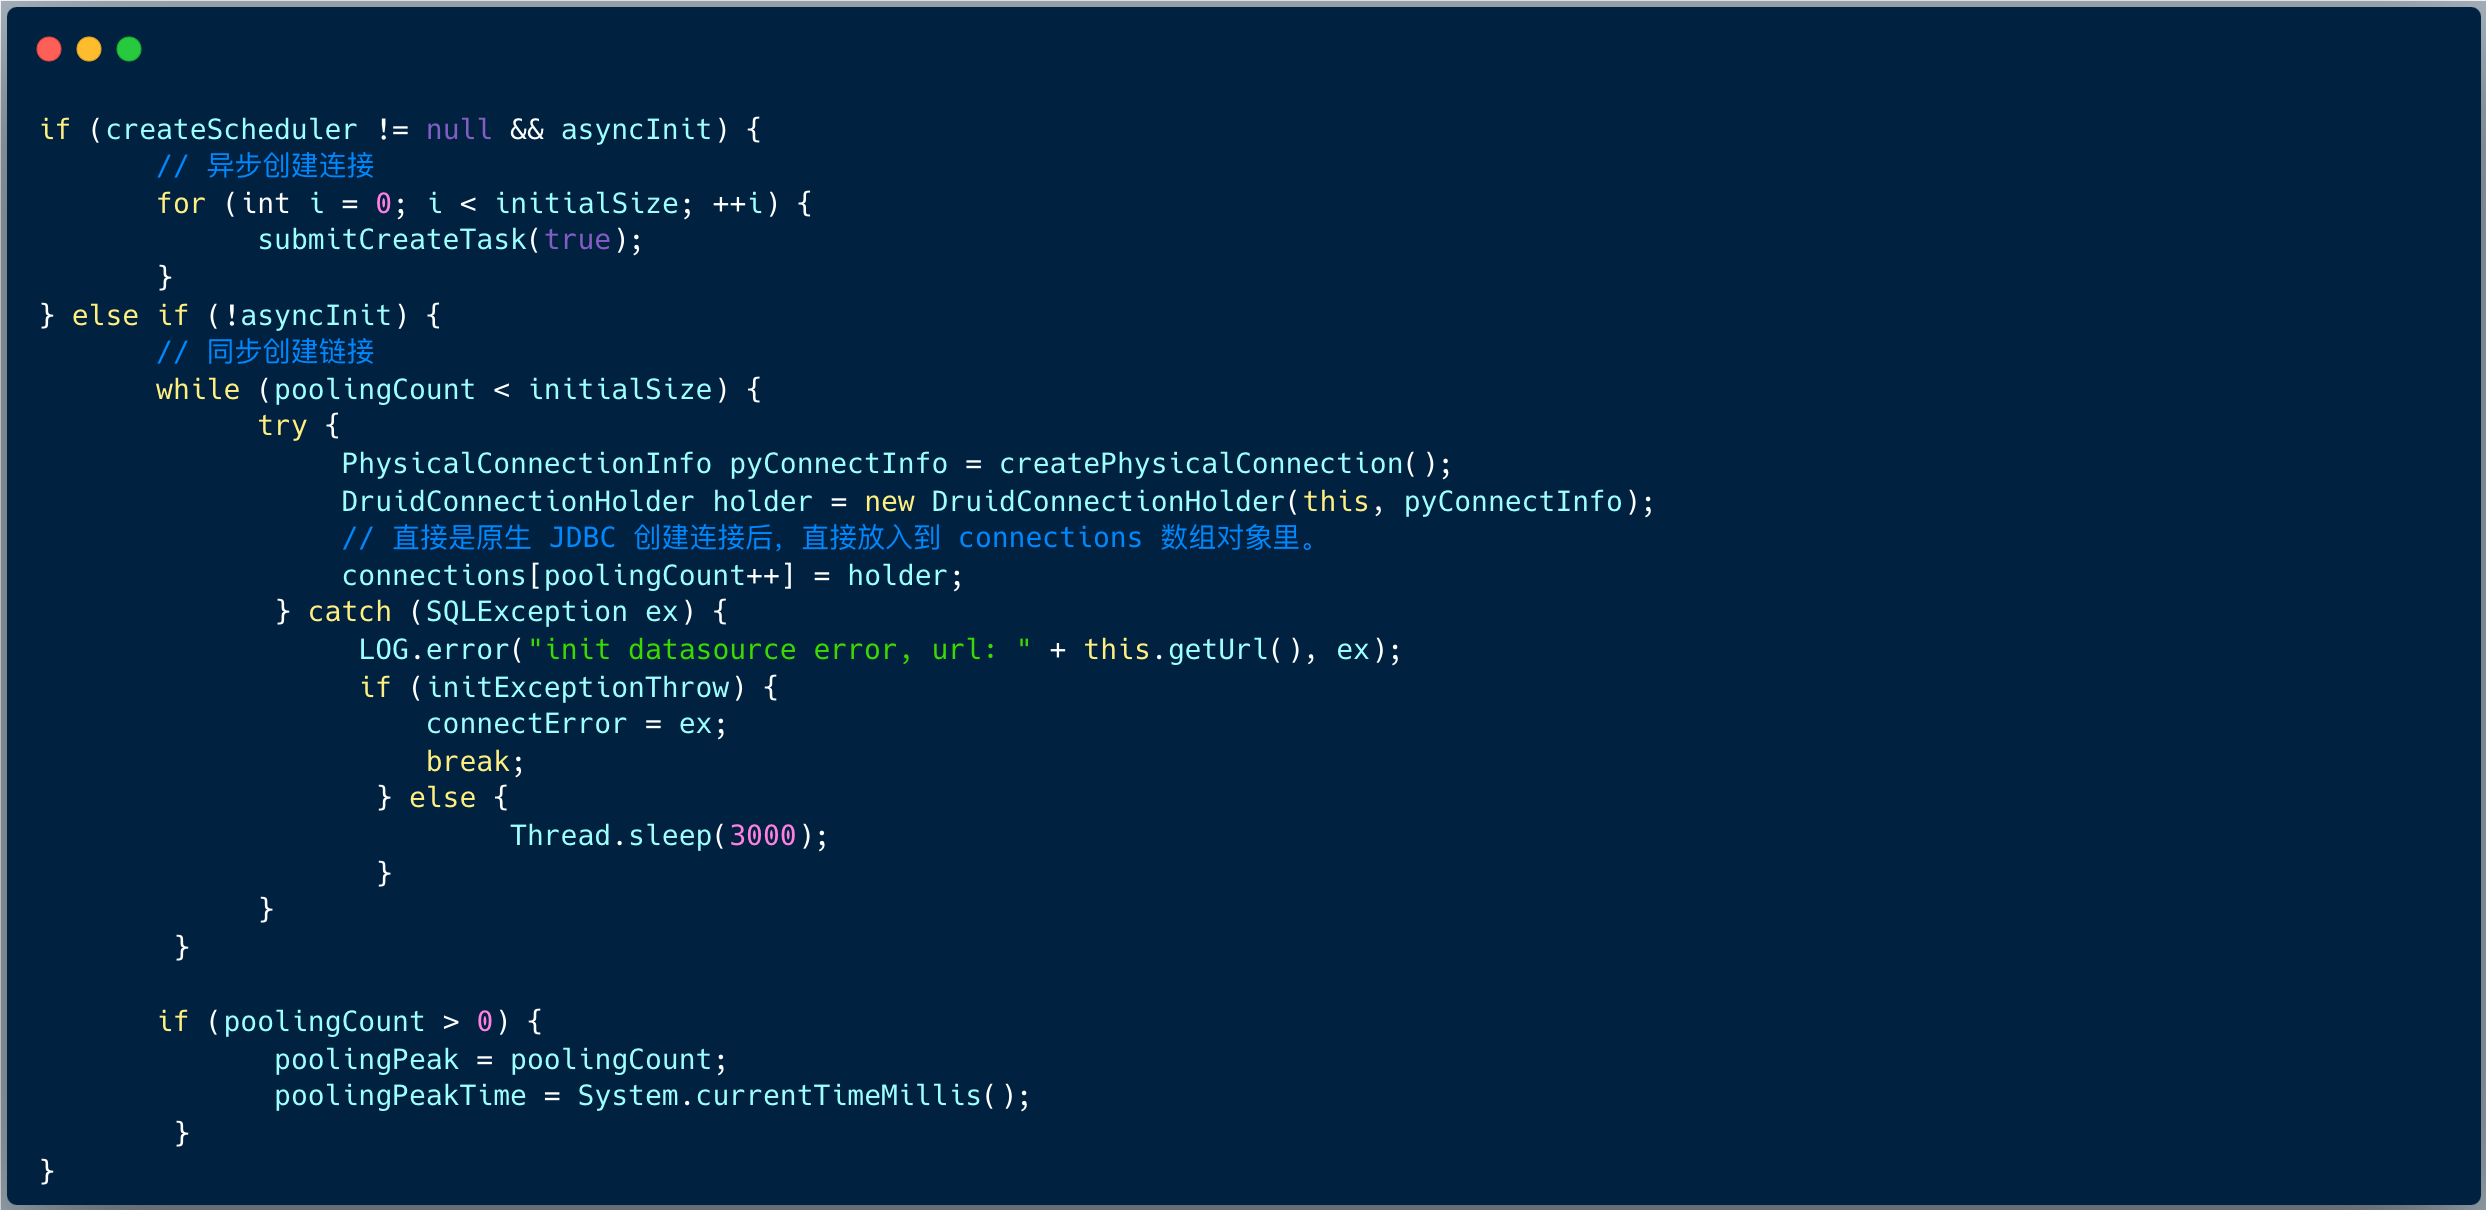 if (createScheduler != null && asyncInit) {
// 异步创建连接
for (int i = 0; i < initialSize; ++i) {
submitCreateTask(true);
}
} else if (!asyncInit) {
// 同步创建链接
while (poolingCount < initialSize) {
try {
PhysicalConnectionInfo pyConnectInfo = createPhysicalConnection();
DruidConnectionHolder holder = new DruidConnectionHolder(this, pyConnectInfo);
// 直接是原生 JDBC 创建连接后，直接放入到 connections 数组对象里。
connections[poolingCount++] = holder;
} catch (SQLException ex) {
LOG.error("init datasource error, url: " + this.getUrl(), ex);
if (initExceptionThrow) {
connectError = ex;
break;
} else {
Thread.sleep(3000);
}
}
}
if (poolingCount > 0) {
poolingPeak = poolingCount;
poolingPeakTime = System.currentTimeMillis();
}
}